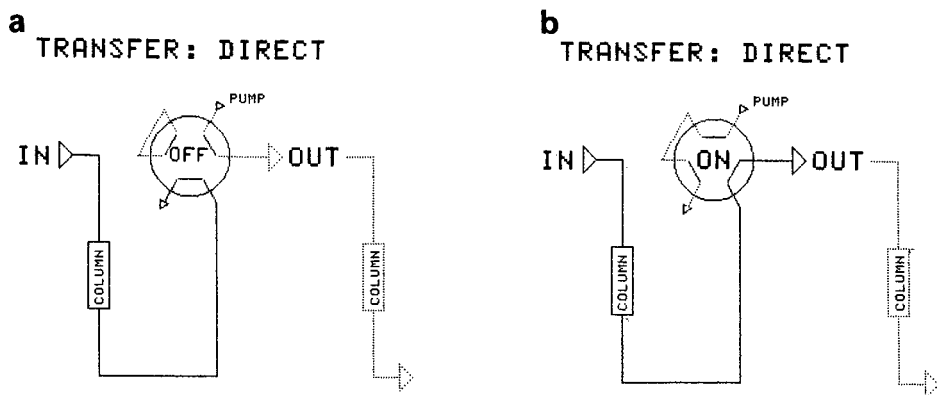 a
TRANSFER: DIRECT
PUMP
IN
OFF
OUT
COLUMN
COLUMN
b
TRANSFER: DIRECT
PUMP
IN
ON
OUT
COLUMN
COLUMN